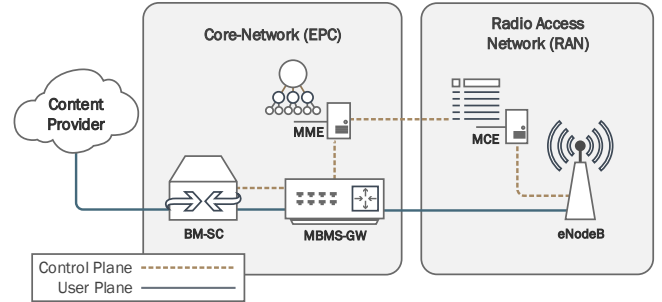 Core-Network (EPC)
Radio Access
Network (RAN)
Content
Provider
MME
MCE
BM-SC
MBMS-GW
eNodeB
Control Plane
User Plane